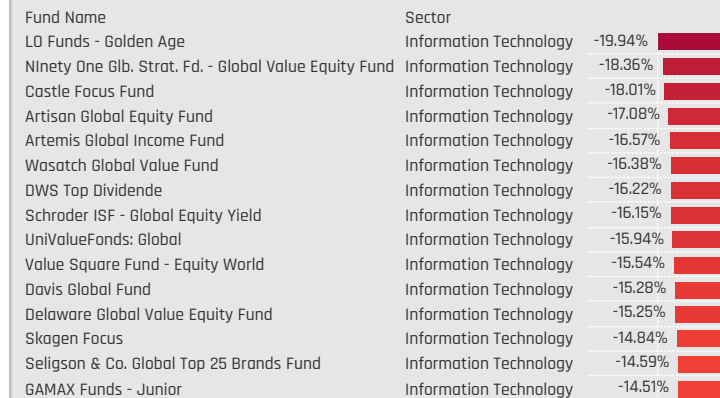 Fund Name Sector
LO Funds - Golden Age Information Technology -19.94%
NInety One Glb. Strat. Fd. - Global Value Equity Fund Information Technology -18.36%
Castle Focus Fund Information Technology -18.01%
Artisan Global Equity Fund Information Technology -17.08%
Artemis Global Income Fund Information Technology -16.57%
Wasatch Global Value Fund Information Technology -16.38%
DWS Top Dividende Information Technology -16.22%
Schroder ISF - Global Equity Yield Information Technology -16.15%
UniValueFonds: Global Information Technology -15.94%
Value Square Fund - Equity World Information Technology -15.54%
Davis Global Fund Information Technology -15.28%
Delaware Global Value Equity Fund Information Technology -15.25%
Skagen Focus Information Technology -14.84%
Seligson & Co. Global Top 25 Brands Fund Information Technology -14.59%
GAMAX Funds - Junior Information Technology -14.51%